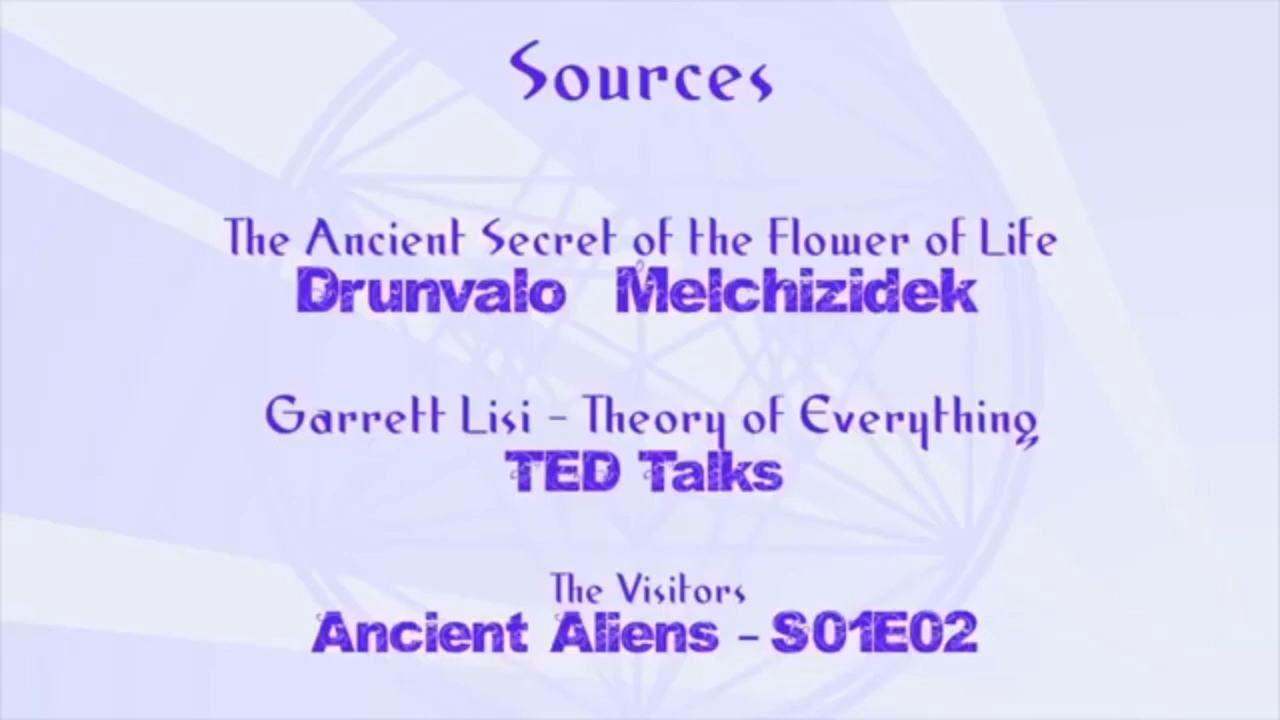 Sources
The Ancient Secret of the Flower of Life
Drunvalo Melchizidek
Garrett Lisi - Theory of Everything
TED Talks
The Visitors
Ancient Aliens - S01E02